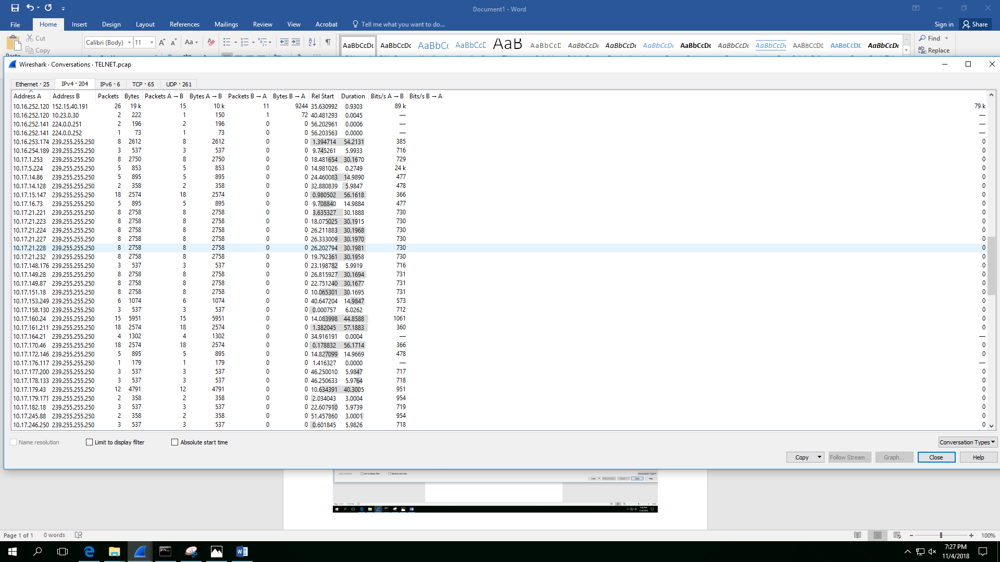 Document1 - Word
File Home Insert Design Layout References Mailings Review View Acrobat Tell me what you want to do... Sign in Share
Cut
Calibri (Body) 11 Aa AaBbCcDc AaBbCcDc AaBbCc AaBbCcD AaB AaBbCcD AaBbCcDc AaBbCcDc AaBbCcDc AaBbCcDc AaBbCcDc AaBbCcDc AABBCCDE AABBCCDE AaBbCcDc Find
Copy
Replace
Wireshark · Conversations · TELNET.pcap
Ethernet · 25 IPv4 · 204 IPv6 · 6 TCP · 65 UDP · 261
Address A Address B Packets Bytes Packets A → B Bytes A → B Packets B → A Bytes B → A Rel Start Duration Bits/s A → B Bits/s B → A
10.16.252.120 152.15.40.191 26 19 k 15 10 k 11 9244 35.630992 0.9303 89 k 79 k
10.16.252.120 10.23.0.30 2 222 1 150 1 72 40.481293 0.0045 — —
10.16.252.141 224.0.0.251 2 196 2 196 0 0 56.202961 0.0006 — —
10.16.252.141 224.0.0.252 1 73 1 73 0 0 56.203563 0.0000 — —
10.16.253.174 239.255.255.250 8 2612 8 2612 0 0 1.394714 54.2131 385 0
10.16.254.189 239.255.255.250 3 537 3 537 0 0 9.745261 5.9933 716 0
10.17.1.253 239.255.255.250 8 2750 8 2750 0 0 18.481654 30.1670 729 0
10.17.5.224 239.255.255.250 5 853 5 853 0 0 14.981026 0.2749 24 k 0
10.17.14.86 239.255.255.250 5 895 5 895 0 0 24.460083 14.9890 477 0
10.17.14.128 239.255.255.250 2 358 2 358 0 0 32.880839 5.9847 478 0
10.17.15.147 239.255.255.250 18 2574 18 2574 0 0 0.980502 56.1618 366 0
10.17.16.73 239.255.255.250 5 895 5 895 0 0 9.708840 14.9884 477 0
10.17.21.221 239.255.255.250 8 2758 8 2758 0 0 3.635327 30.1888 730 0
10.17.21.223 239.255.255.250 8 2758 8 2758 0 0 18.075025 30.1915 730 0
10.17.21.224 239.255.255.250 8 2758 8 2758 0 0 26.211883 30.1968 730 0
10.17.21.227 239.255.255.250 8 2758 8 2758 0 0 26.333009 30.1970 730 0
10.17.21.228 239.255.255.250 8 2758 8 2758 0 0 26.202794 30.1981 730 0
10.17.21.232 239.255.255.250 8 2758 8 2758 0 0 19.792361 30.1958 730 0
10.17.148.176 239.255.255.250 3 537 3 537 0 0 23.198782 5.9919 716 0
10.17.149.28 239.255.255.250 8 2758 8 2758 0 0 26.815927 30.1694 731 0
10.17.149.87 239.255.255.250 8 2758 8 2758 0 0 22.751240 30.1677 731 0
10.17.151.18 239.255.255.250 8 2758 8 2758 0 0 10.065301 30.1695 731 0
10.17.153.249 239.255.255.250 6 1074 6 1074 0 0 40.647204 14.9847 573 0
10.17.158.130 239.255.255.250 3 537 3 537 0 0 0.000757 6.0262 712 0
10.17.160.24 239.255.255.250 15 5951 15 5951 0 0 14.083998 44.8588 1061 0
10.17.161.211 239.255.255.250 18 2574 18 2574 0 0 1.382045 57.1883 360 0
10.17.164.21 239.255.255.250 4 1302 4 1302 0 0 34.916191 0.0004 — —
10.17.170.46 239.255.255.250 18 2574 18 2574 0 0 0.178832 56.1714 366 0
10.17.172.146 239.255.255.250 5 895 5 895 0 0 14.827099 14.9669 478 0
10.17.176.117 239.255.255.250 1 179 1 179 0 0 1.416327 0.0000 — —
10.17.177.200 239.255.255.250 3 537 3 537 0 0 46.250010 5.9847 717 0
10.17.178.133 239.255.255.250 3 537 3 537 0 0 46.250633 5.9764 718 0
10.17.179.43 239.255.255.250 12 4791 12 4791 0 0 10.634391 40.3005 951 0
10.17.179.171 239.255.255.250 2 358 2 358 0 0 2.034043 3.0004 954 0
10.17.182.18 239.255.255.250 3 537 3 537 0 0 22.607910 5.9739 719 0
10.17.245.88 239.255.255.250 2 358 2 358 0 0 51.457860 3.0001 954 0
10.17.246.250 239.255.255.250 3 537 3 537 0 0 0.601845 5.9826 718 0
Name resolution Limit to display filter Absolute start time Conversation Types
Copy Follow Stream... Graph... Close Help
Page 1 of 1 0 words 100%
7:27 PM
11/4/2018